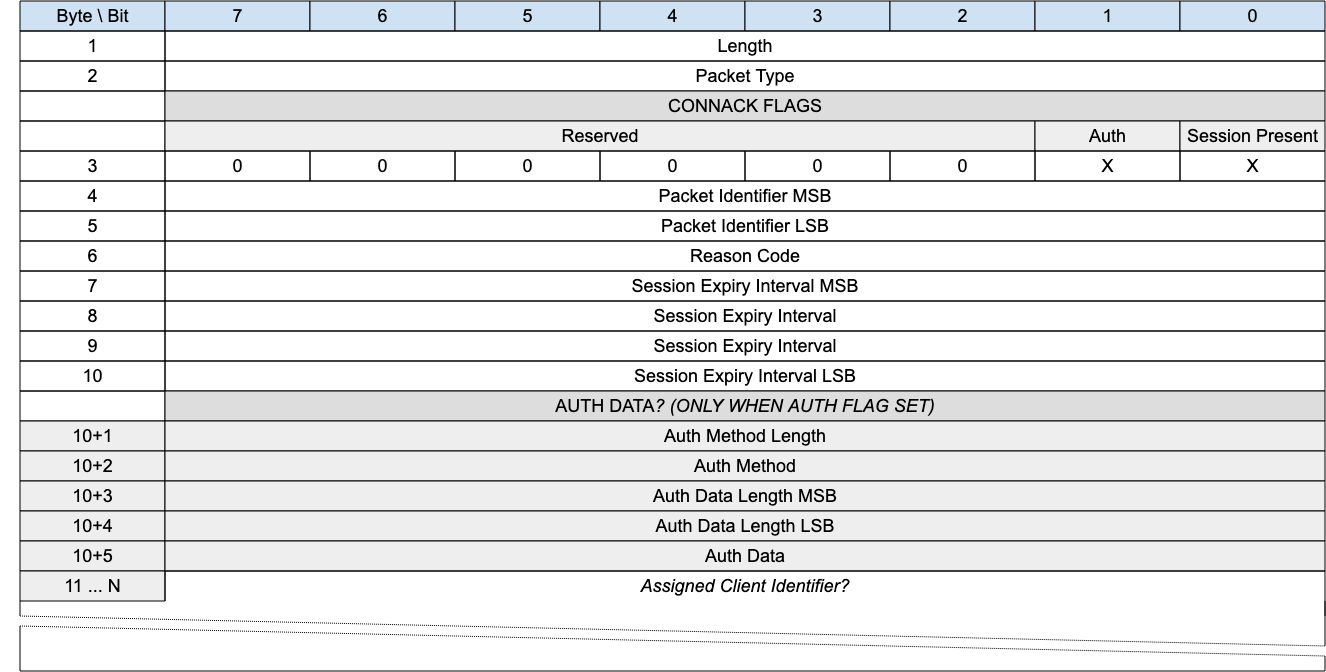 Byte \ Bit 7 6 5 4 3 2 1 0
1 Length
2 Packet Type
CONNACK FLAGS
Reserved Auth Session Present
3 0 0 0 0 0 0 X X
4 Packet Identifier MSB
5 Packet Identifier LSB
6 Reason Code
7 Session Expiry Interval MSB
8 Session Expiry Interval
9 Session Expiry Interval
10 Session Expiry Interval LSB
AUTH DATA? (ONLY WHEN AUTH FLAG SET)
10+1 Auth Method Length
10+2 Auth Method
10+3 Auth Data Length MSB
10+4 Auth Data Length LSB
10+5 Auth Data
11 ... N Assigned Client Identifier?